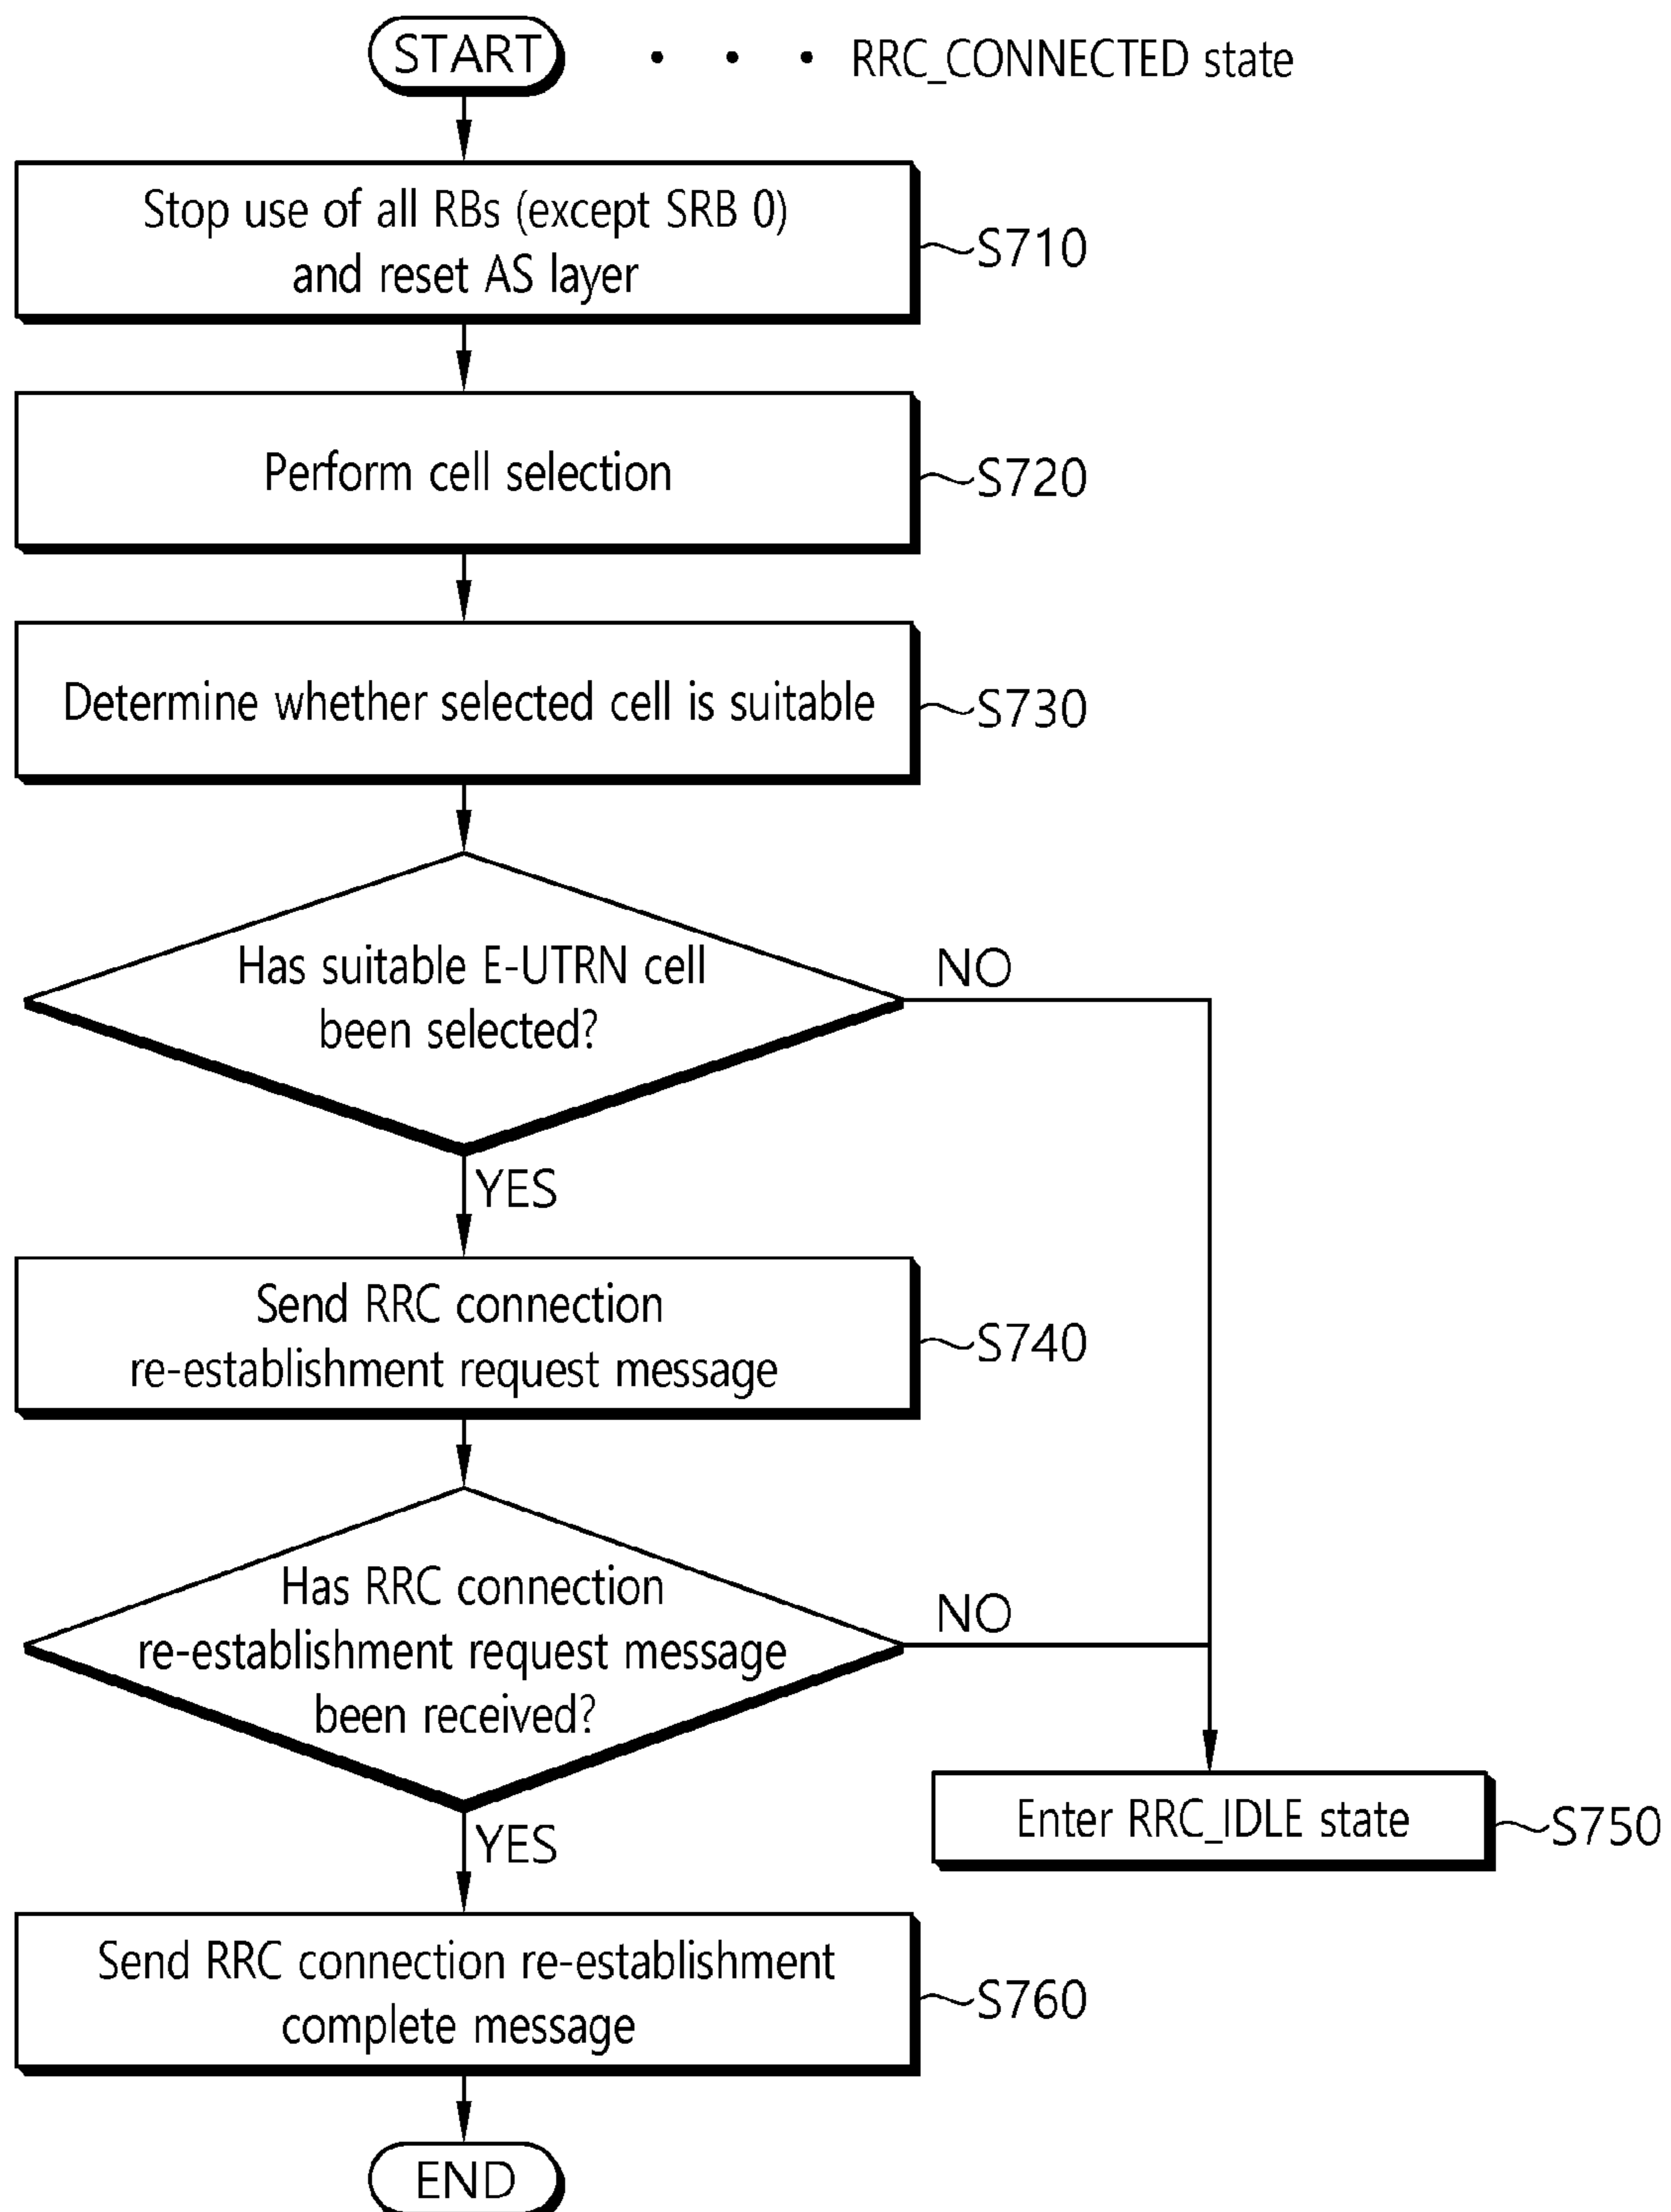 START
• • • RRC_CONNECTED state
Stop use of all RBs (except SRB 0)
and reset AS layer
S710
Perform cell selection
S720
Determine whether selected cell is suitable
S730
Has suitable E-UTRN cell
been selected?
NO
YES
Send RRC connection
re-establishment request message
S740
Has RRC connection
re-establishment request message
been received?
NO
YES
Enter RRC_IDLE state
S750
Send RRC connection re-establishment
complete message
S760
END